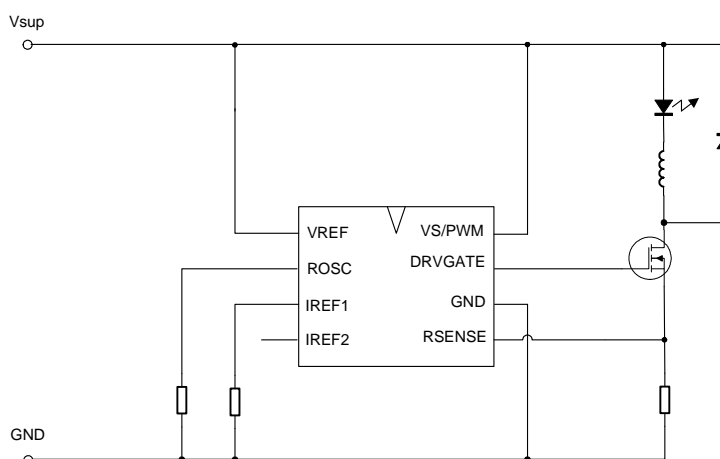 Vsup
VREF
VS/PWM
ROSC
DRVGATE
IREF1
GND
IREF2
RSENSE
GND